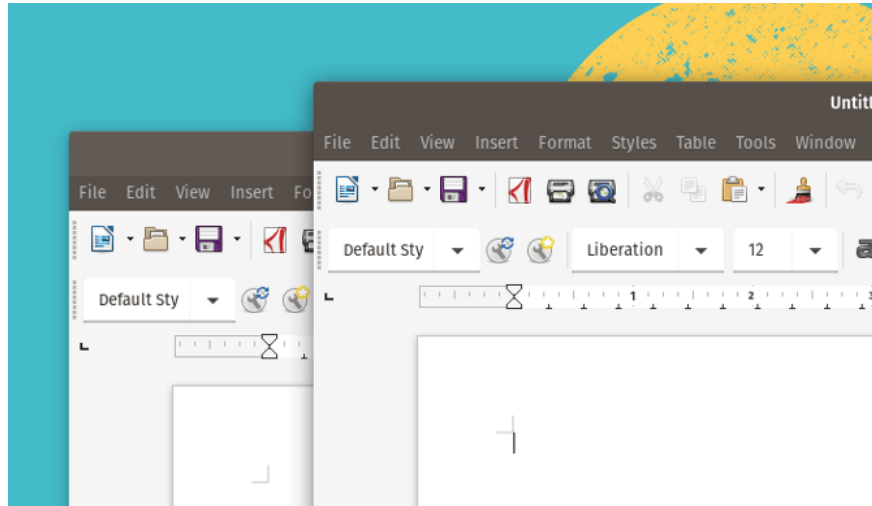 Untitl
File Edit View Insert Format Styles Table Tools Window
Default Sty Liberation 12
1 2 3
File Edit View Insert Fo
Default Sty